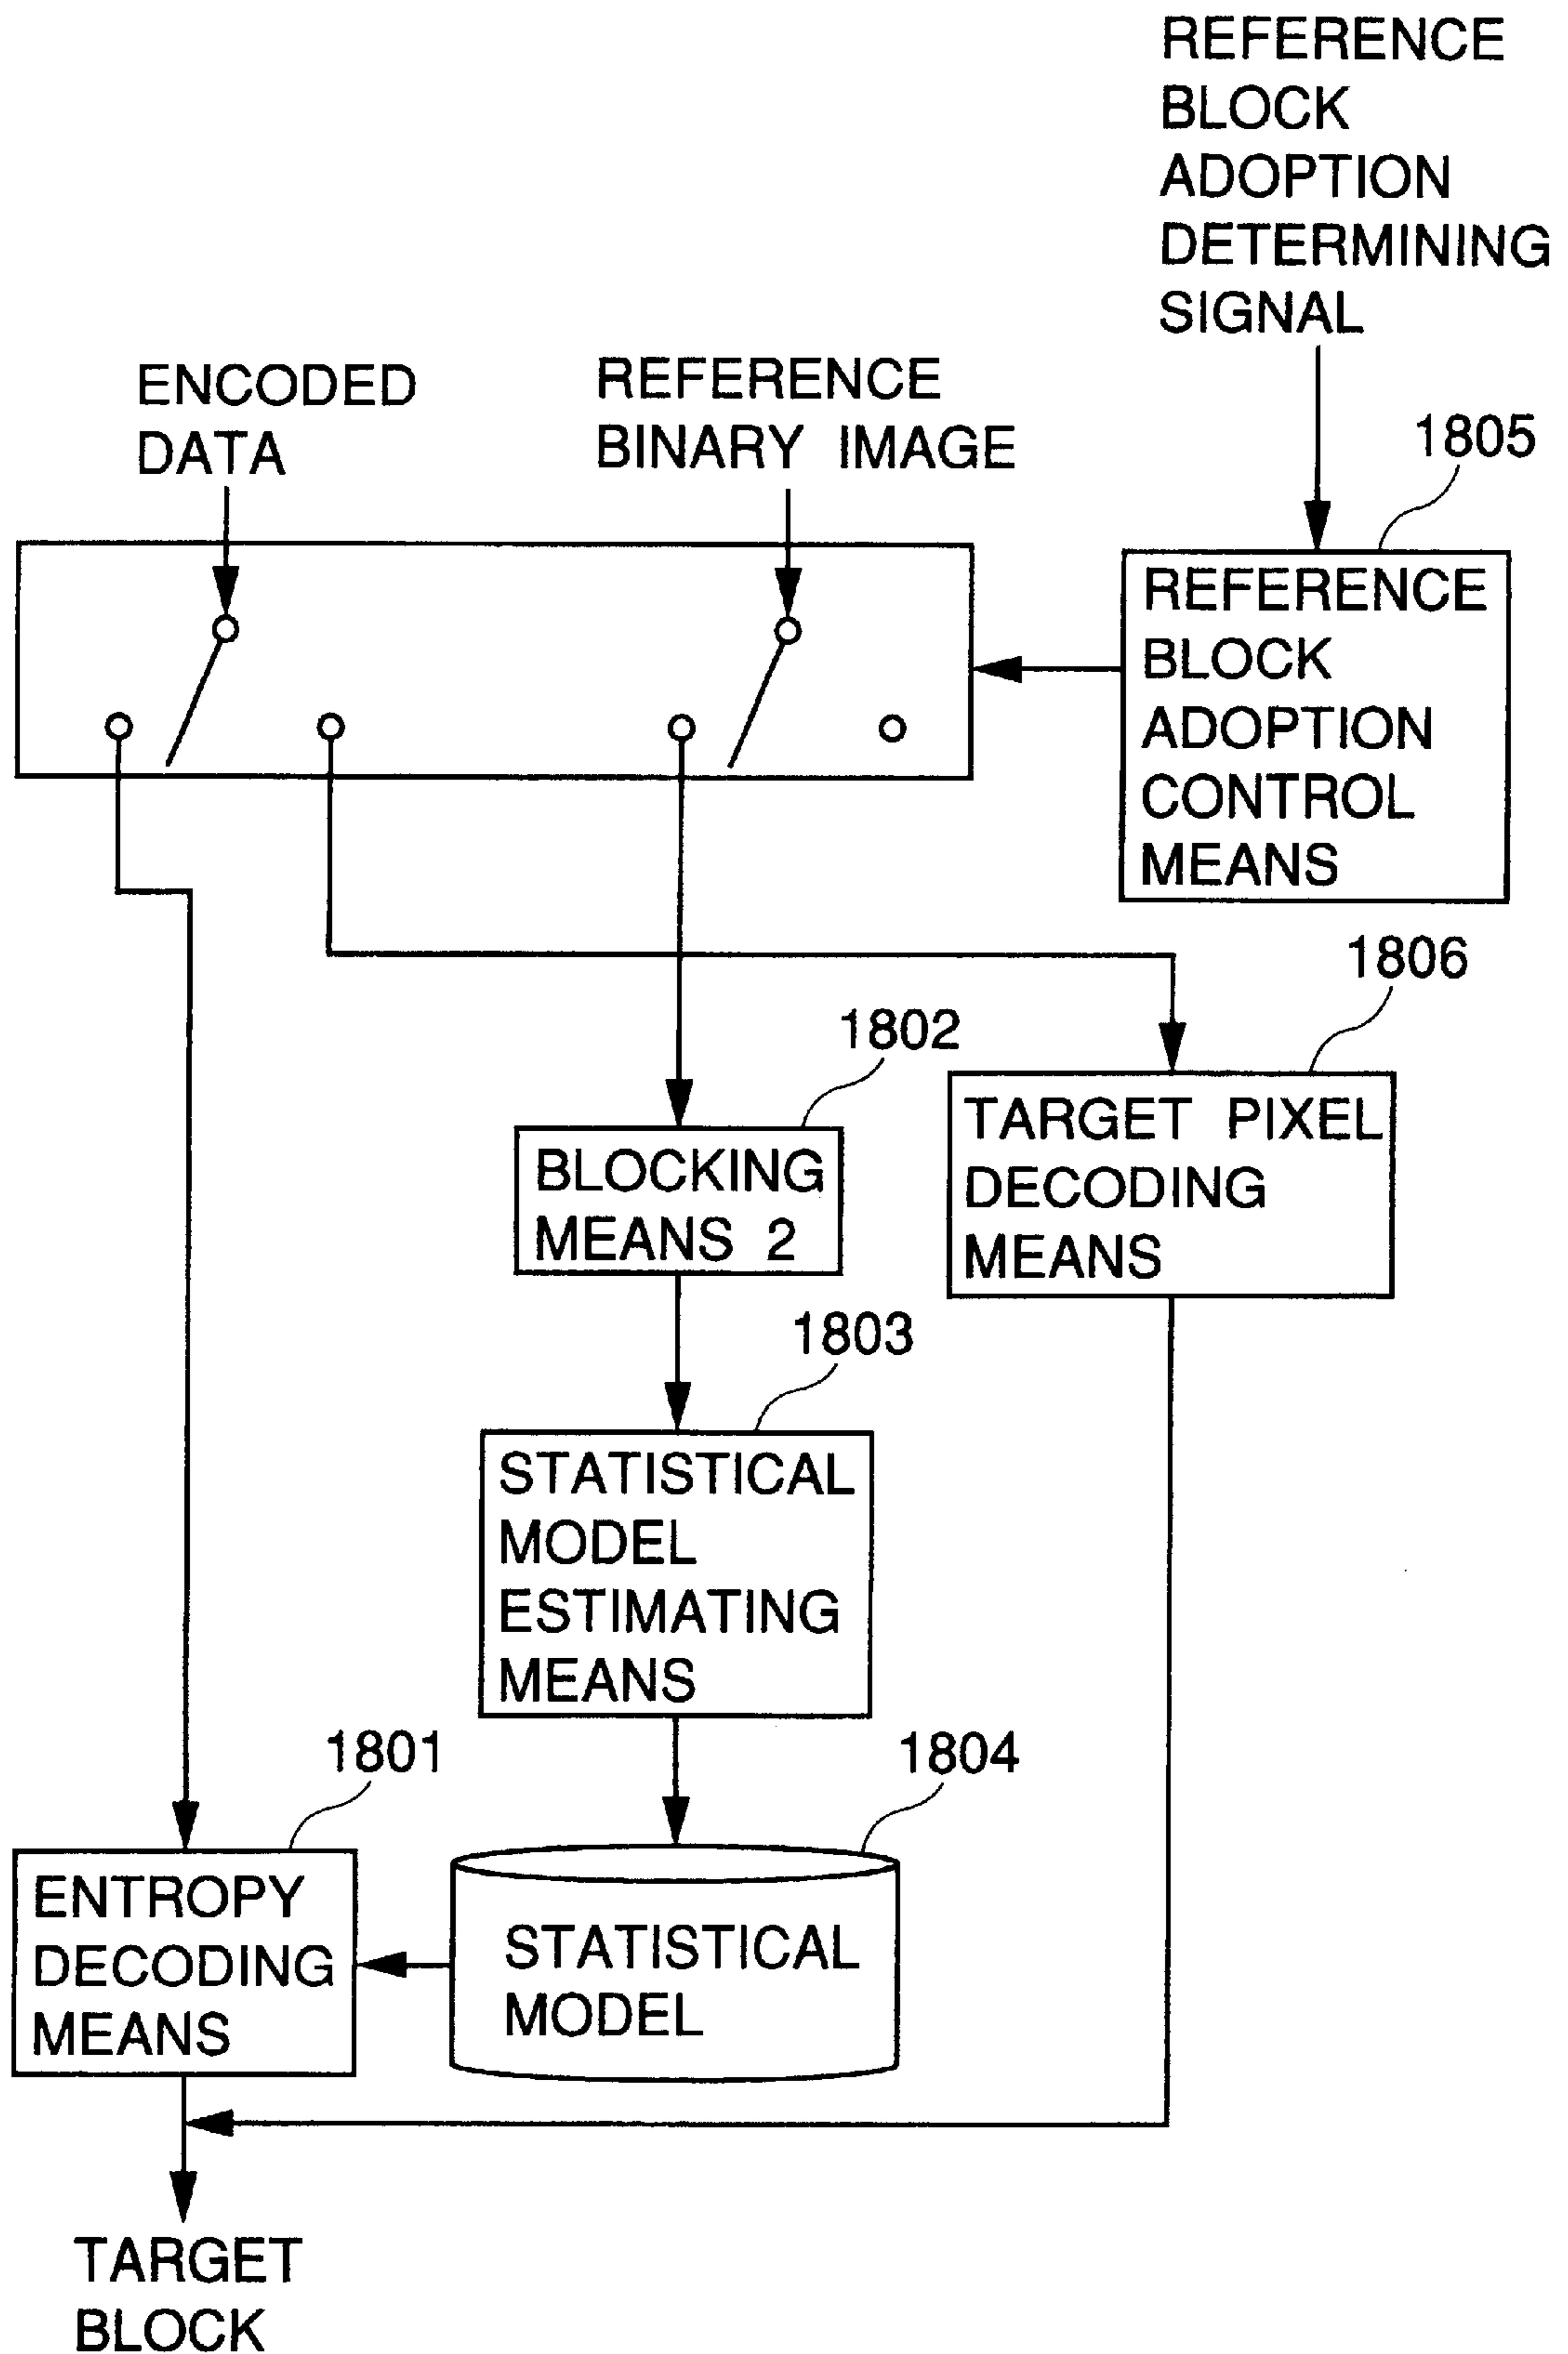 REFERENCE
BLOCK
ADOPTION
DETERMINING
SIGNAL
ENCODED
DATA
REFERENCE
BINARY IMAGE
1805
REFERENCE
BLOCK
ADOPTION
CONTROL
MEANS
1806
1802
TARGET PIXEL
DECODING
MEANS
BLOCKING
MEANS 2
1803
STATISTICAL
MODEL
ESTIMATING
MEANS
1801
1804
ENTROPY
DECODING
MEANS
STATISTICAL
MODEL
TARGET
BLOCK